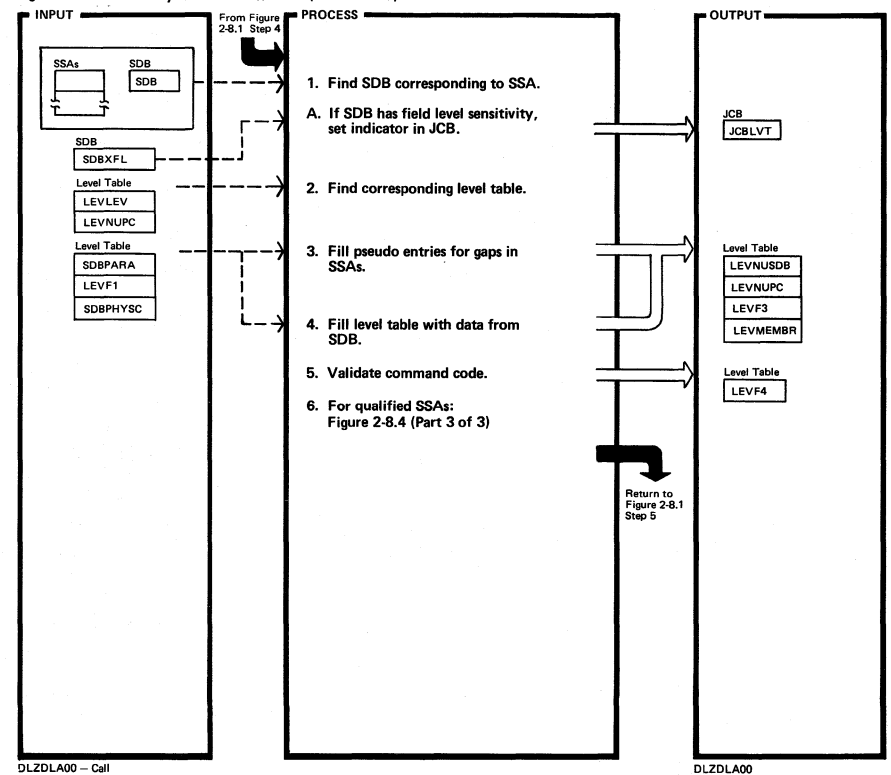 INPUT
SSAs
SDB
SDB
SDB
SDBXFL
Level Table
LEVLEV
LEVNUPC
Level Table
SDBPARA
LEVF1
SDBPHYSC
DLZDLA00 – Call
From Figure
2-8.1 Step 4
PROCESS
1. Find SDB corresponding to SSA.
A. If SDB has field level sensitivity,
set indicator in JCB.
2. Find corresponding level table.
3. Fill pseudo entries for gaps in
SSAs.
4. Fill level table with data from
SDB.
5. Validate command code.
6. For qualified SSAs:
Figure 2-8.4 (Part 3 of 3)
Return to
Figure 2-8.1
Step 5
OUTPUT
JCB
JCBLVT
Level Table
LEVNUSDB
LEVNUPC
LEVF3
LEVMEMBR
Level Table
LEVF4
DLZDLA00